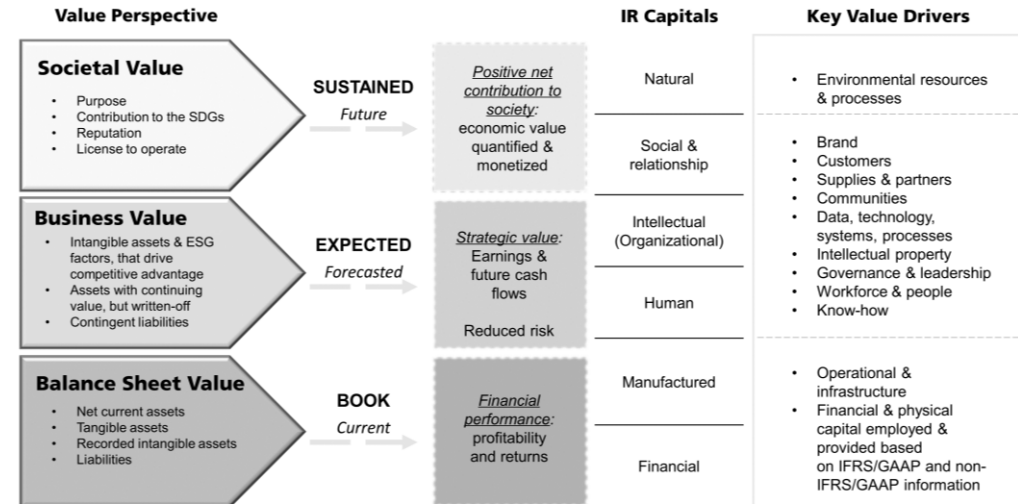 Value Perspective
IR Capitals
Key Value Drivers
Societal Value
• Purpose
• Contribution to the SDGs
• Reputation
• License to operate
SUSTAINED
Future
Positive net
contribution to
society:
economic value
quantified &
monetized
Business Value
• Intangible assets & ESG
factors, that drive
competitive advantage
• Assets with continuing
value, but written-off
• Contingent liabilities
EXPECTED
Forecasted
Strategic value:
Earnings &
future cash
flows
Reduced risk
Balance Sheet Value
• Net current assets
• Tangible assets
• Recorded intangible assets
• Liabilities
BOOK
Current
Financial
performance:
profitability
and returns
Natural
Social &
relationship
Intellectual
(Organizational)
Human
Manufactured
Financial
• Environmental resources
& processes
• Brand
• Customers
• Supplies & partners
• Communities
• Data, technology,
systems, processes
• Intellectual property
• Governance & leadership
• Workforce & people
• Know-how
• Operational &
infrastructure
• Financial & physical
capital employed &
provided based
on IFRS/GAAP and non-
IFRS/GAAP information